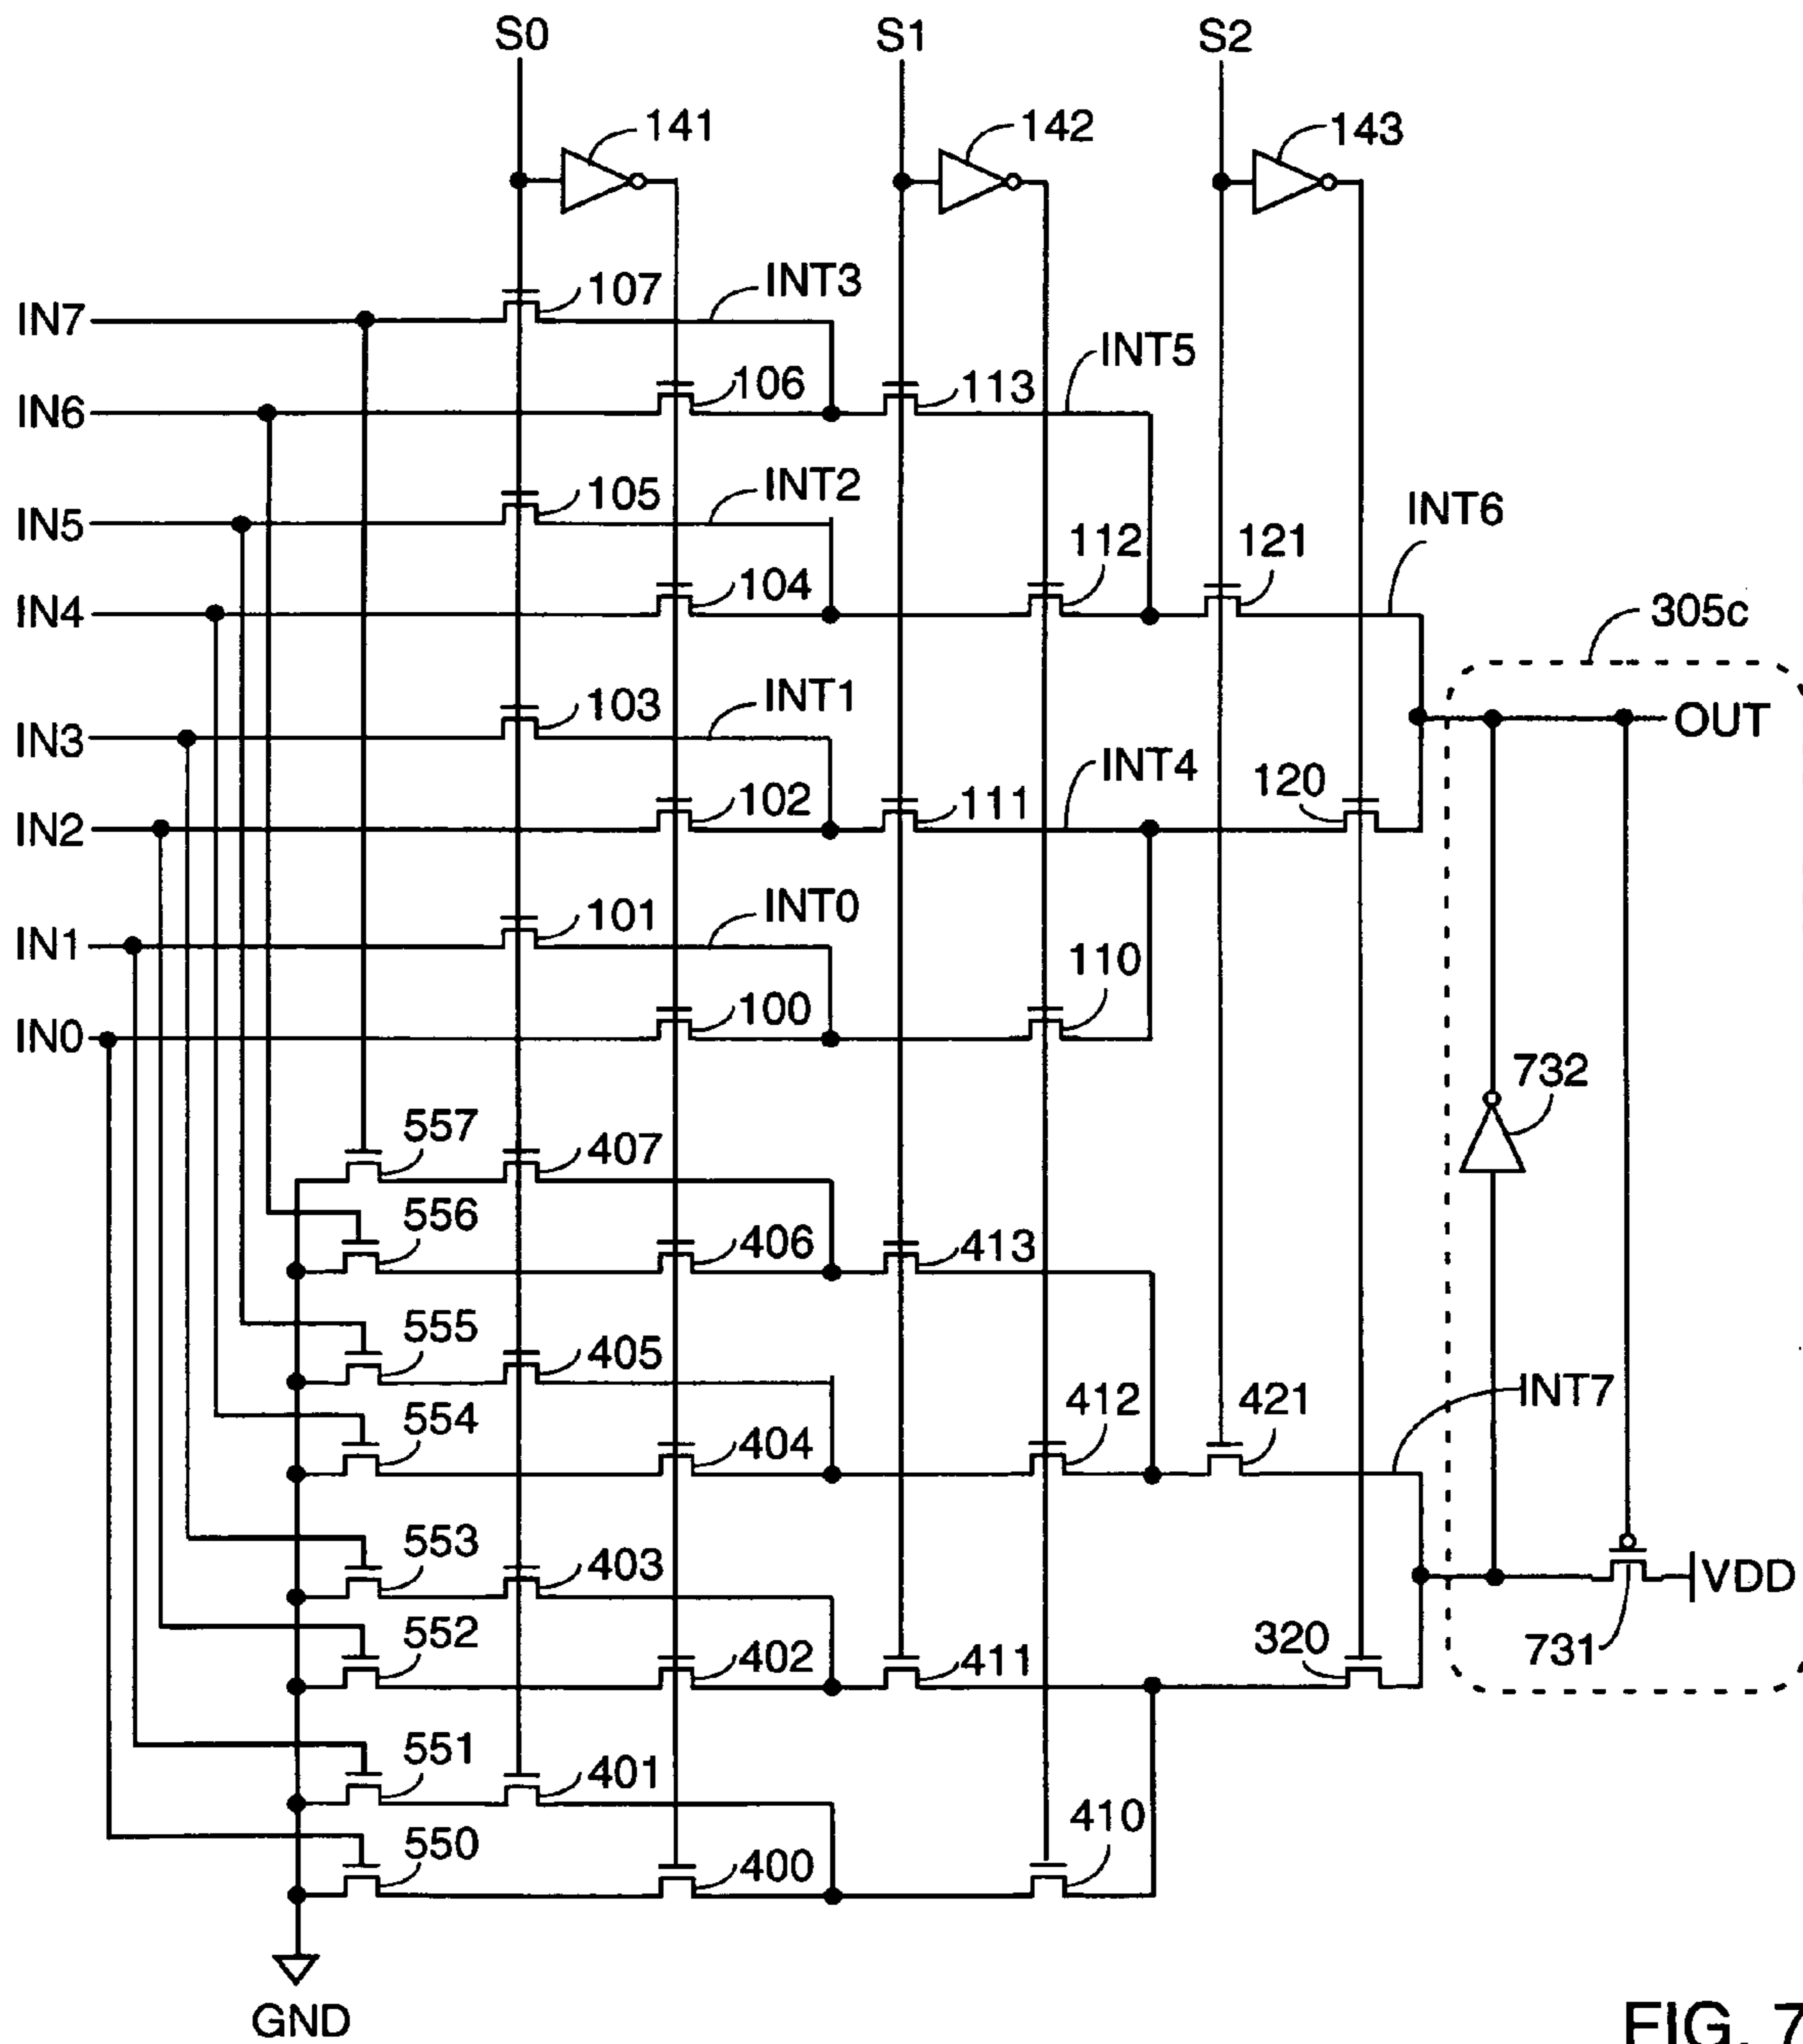 S0 S1 S2
141 142 143
IN7 107 INT3
INT5
IN6 106 113
IN5 105 INT2
INT6
112 121
IN4 104
305c
IN3 103 INT1
OUT
INT4
IN2 102 111 120
IN1 101 INT0
110
IN0 100
732
557 407
556 406 413
555 405
INT7
554 404 412 421
553 403
VDD
552 402 411 320 731
551 401
550 400 410
GND
FIG. 7